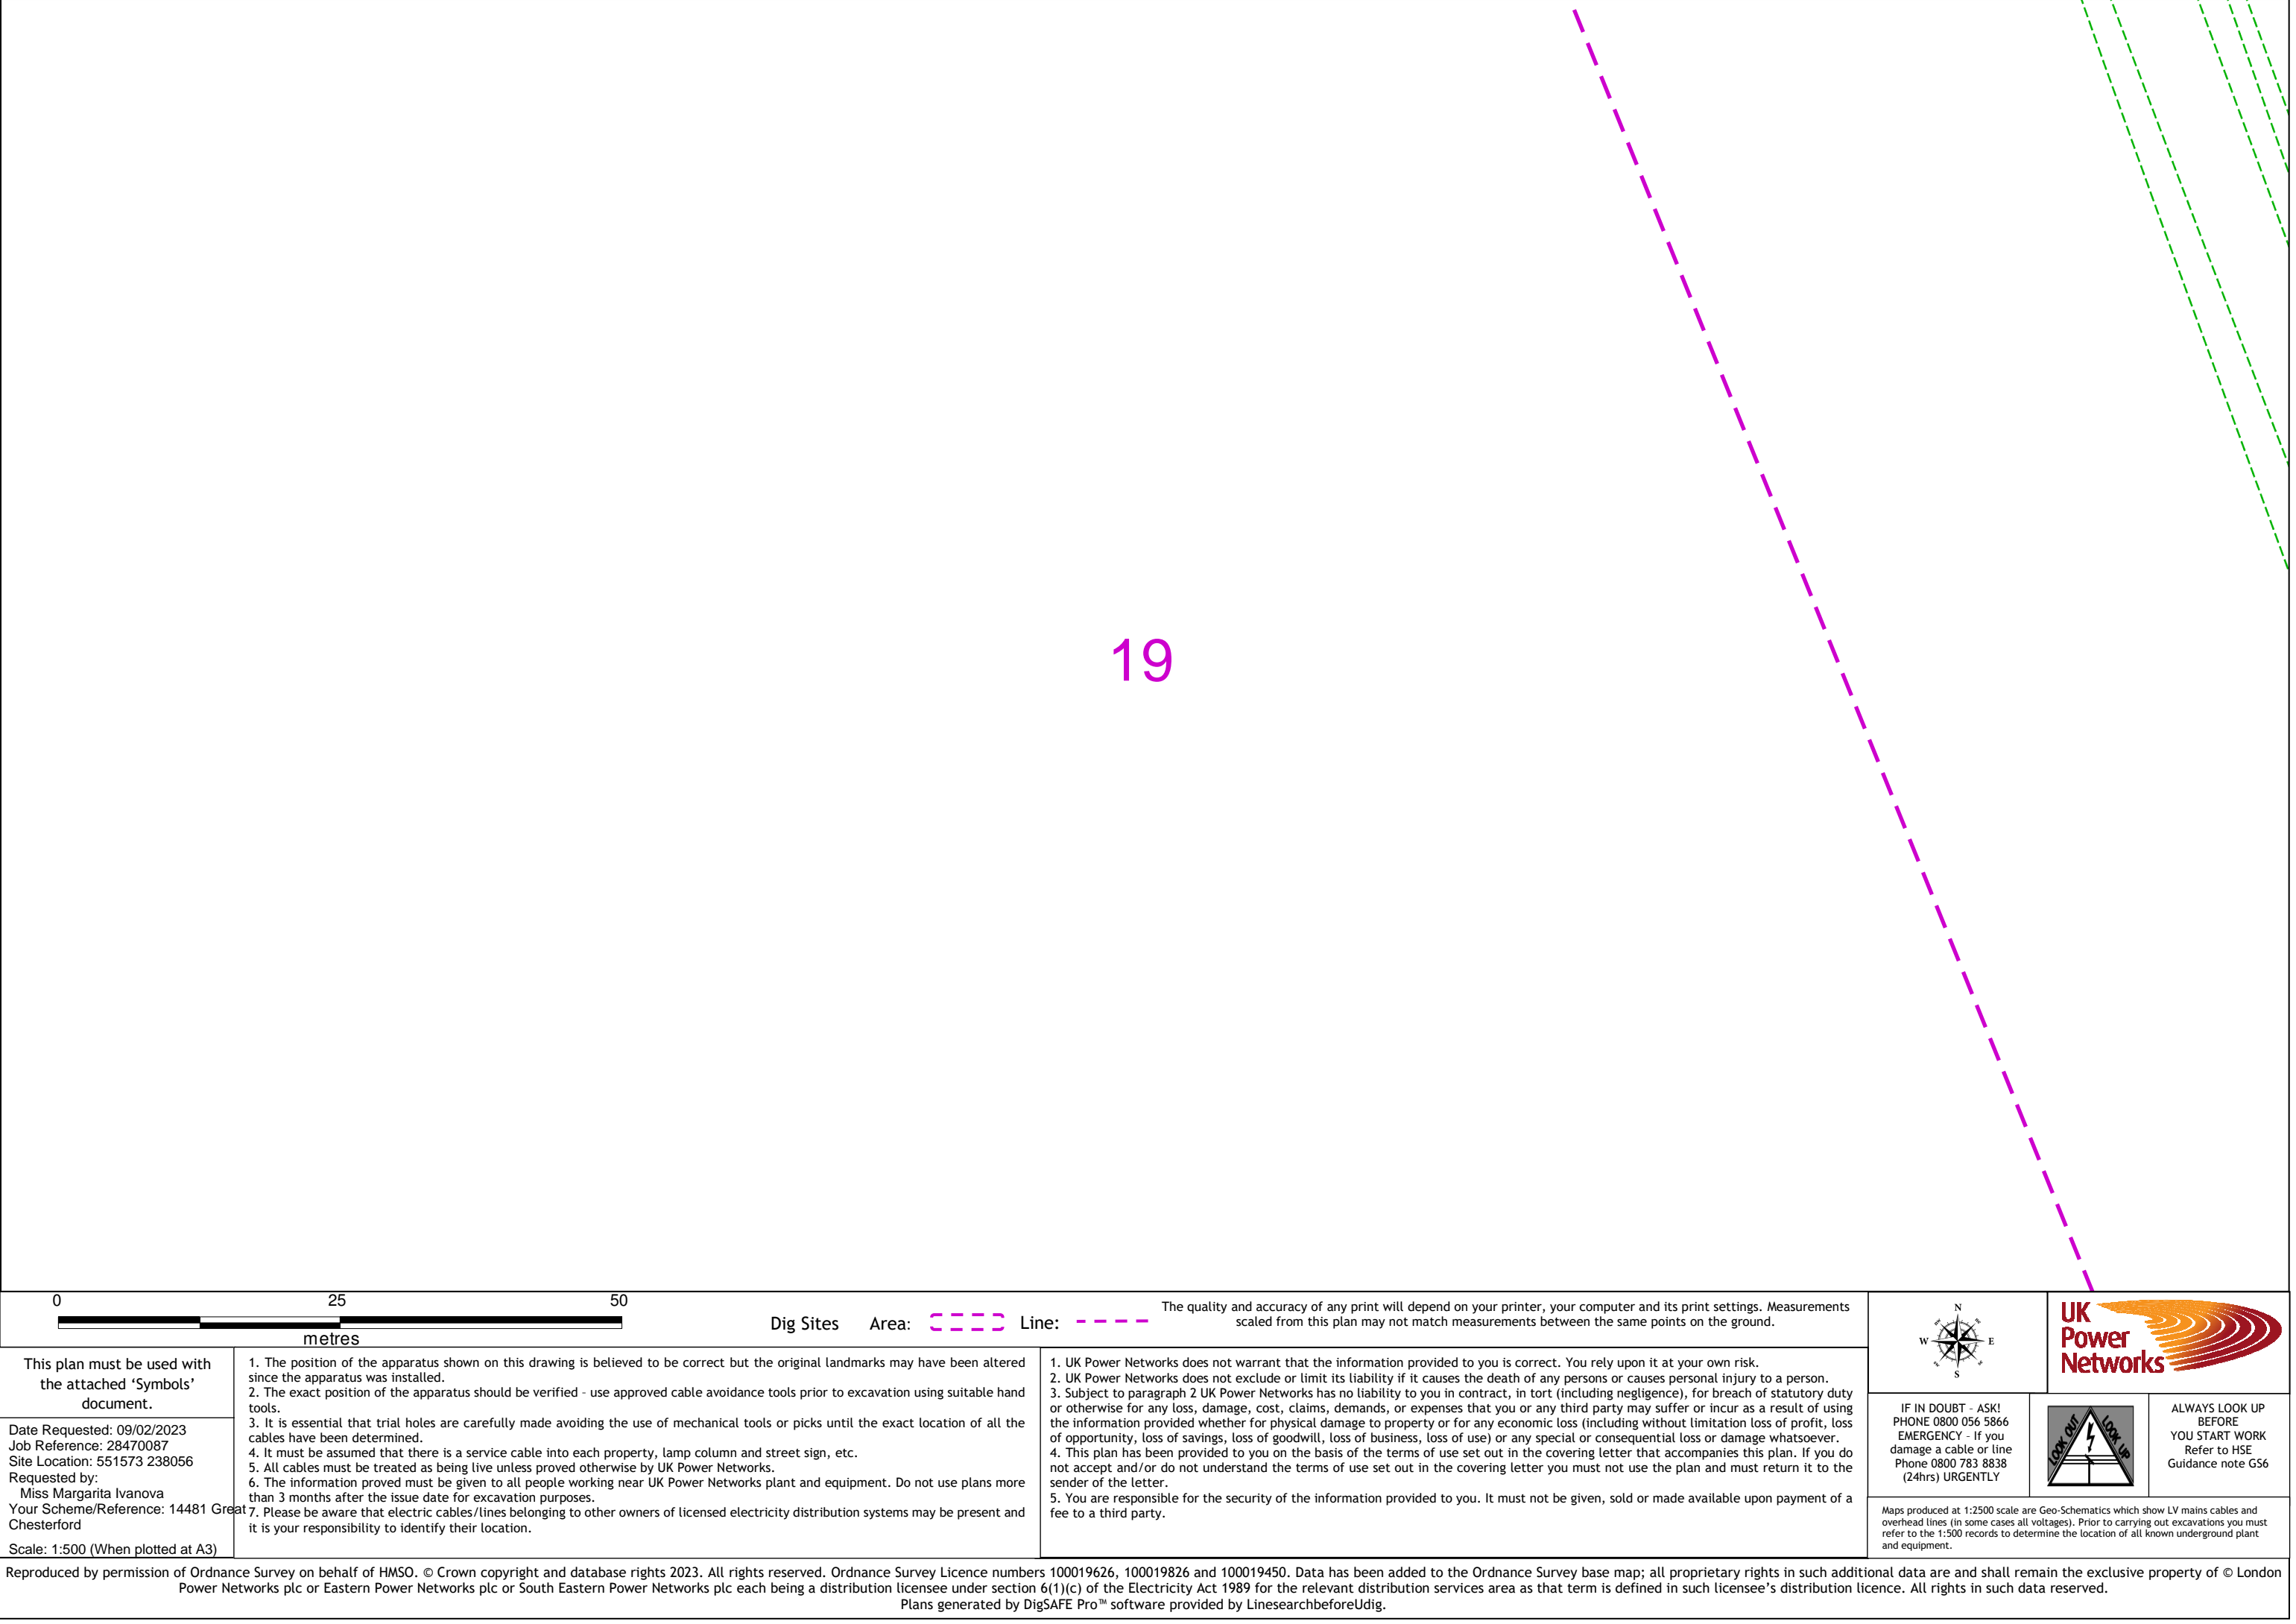 19
0 25 50
metres
Dig Sites Area: Line:
The quality and accuracy of any print will depend on your printer, your computer and its print settings. Measurements
scaled from this plan may not match measurements between the same points on the ground.
N
W E
S
UK
Power
Networks
This plan must be used with
the attached ‘Symbols’
document.
Date Requested: 09/02/2023
Job Reference: 28470087
Site Location: 551573 238056
Requested by:
Miss Margarita Ivanova
Your Scheme/Reference: 14481 Great
Chesterford
Scale: 1:500 (When plotted at A3)
1. The position of the apparatus shown on this drawing is believed to be correct but the original landmarks may have been altered
since the apparatus was installed.
2. The exact position of the apparatus should be verified - use approved cable avoidance tools prior to excavation using suitable hand
tools.
3. It is essential that trial holes are carefully made avoiding the use of mechanical tools or picks until the exact location of all the
cables have been determined.
4. It must be assumed that there is a service cable into each property, lamp column and street sign, etc.
5. All cables must be treated as being live unless proved otherwise by UK Power Networks.
6. The information proved must be given to all people working near UK Power Networks plant and equipment. Do not use plans more
than 3 months after the issue date for excavation purposes.
7. Please be aware that electric cables/lines belonging to other owners of licensed electricity distribution systems may be present and
it is your responsibility to identify their location.
1. UK Power Networks does not warrant that the information provided to you is correct. You rely upon it at your own risk.
2. UK Power Networks does not exclude or limit its liability if it causes the death of any persons or causes personal injury to a person.
3. Subject to paragraph 2 UK Power Networks has no liability to you in contract, in tort (including negligence), for breach of statutory duty
or otherwise for any loss, damage, cost, claims, demands, or expenses that you or any third party may suffer or incur as a result of using
the information provided whether for physical damage to property or for any economic loss (including without limitation loss of profit, loss
of opportunity, loss of savings, loss of goodwill, loss of business, loss of use) or any special or consequential loss or damage whatsoever.
4. This plan has been provided to you on the basis of the terms of use set out in the covering letter that accompanies this plan. If you do
not accept and/or do not understand the terms of use set out in the covering letter you must not use the plan and must return it to the
sender of the letter.
5. You are responsible for the security of the information provided to you. It must not be given, sold or made available upon payment of a
fee to a third party.
IF IN DOUBT - ASK!
PHONE 0800 056 5866
EMERGENCY - If you
damage a cable or line
Phone 0800 783 8838
(24hrs) URGENTLY
LOOK OUT LOOK UP
ALWAYS LOOK UP
BEFORE
YOU START WORK
Refer to HSE
Guidance note GS6
Maps produced at 1:2500 scale are Geo-Schematics which show LV mains cables and
overhead lines (in some cases all voltages). Prior to carrying out excavations you must
refer to the 1:500 records to determine the location of all known underground plant
and equipment.
Reproduced by permission of Ordnance Survey on behalf of HMSO. © Crown copyright and database rights 2023. All rights reserved. Ordnance Survey Licence numbers 100019626, 100019826 and 100019450. Data has been added to the Ordnance Survey base map; all proprietary rights in such additional data are and shall remain the exclusive property of © London
Power Networks plc or Eastern Power Networks plc or South Eastern Power Networks plc each being a distribution licensee under section 6(1)(c) of the Electricity Act 1989 for the relevant distribution services area as that term is defined in such licensee’s distribution licence. All rights in such data reserved.
Plans generated by DigSAFE Pro™ software provided by LinesearchbeforeUdig.